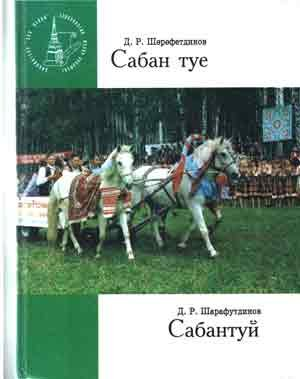 Д. Р. Шәрәфетдинов
Сабан туе
Д. Р. Шарафутдинов
Сабантуй